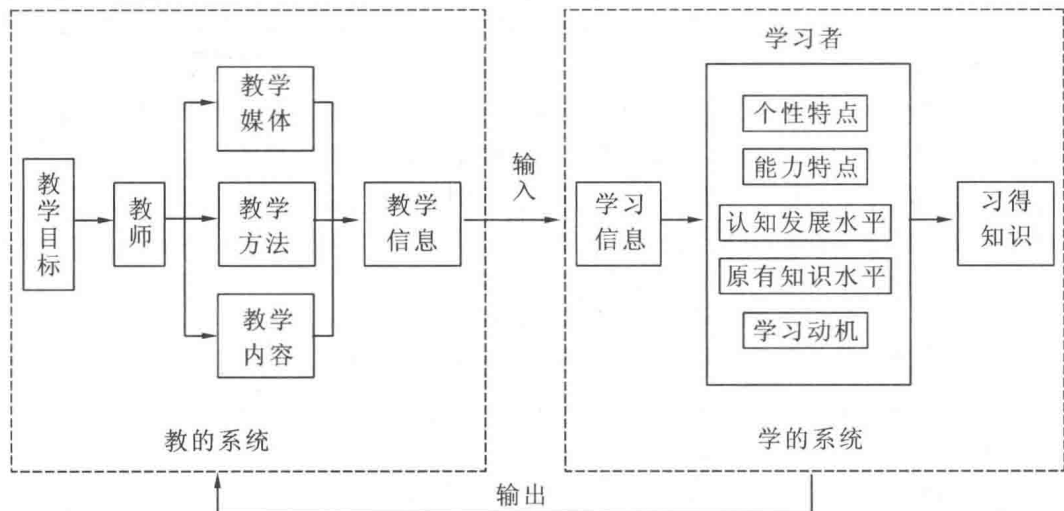 教学
目标
教师
教学
媒体
教学
方法
教学
内容
教学
信息
教的系统
输入
学习者
学习
信息
个性特点
能力特点
认知发展水平
原有知识水平
学习动机
习得
知识
学的系统
输出